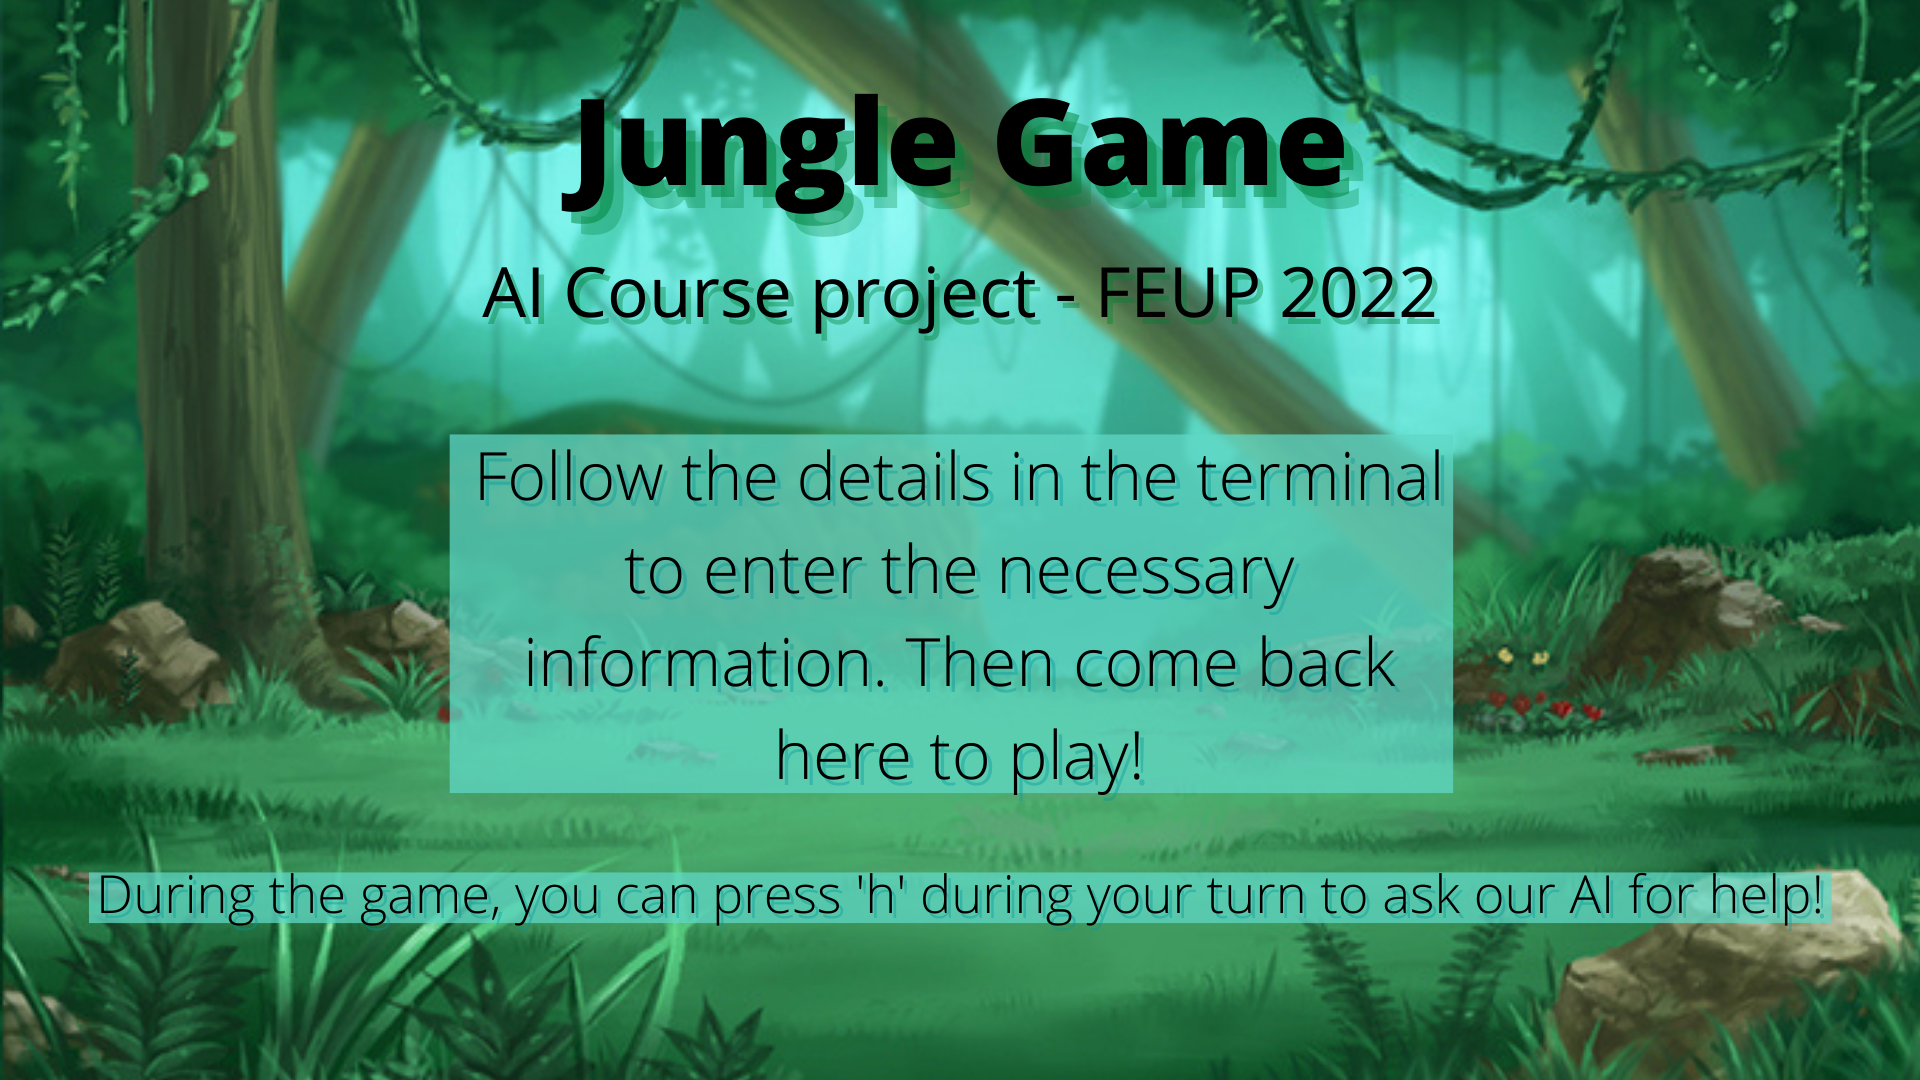 Jungle Game
AI Course project - FEUP 2022
Follow the details in the terminal
to enter the necessary
information. Then come back
here to play!
During the game, you can press 'h' during your turn to ask our AI for help!